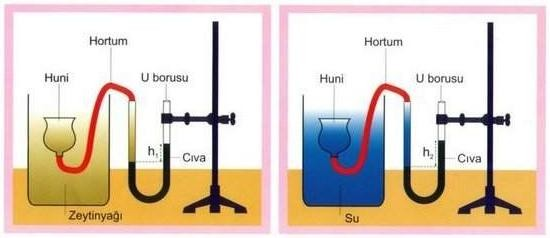 Hortum
Huni
U borusu
h₁
Cıva
Zeytinyağı
Hortum
Huni
U borusu
h₂
Cıva
Su